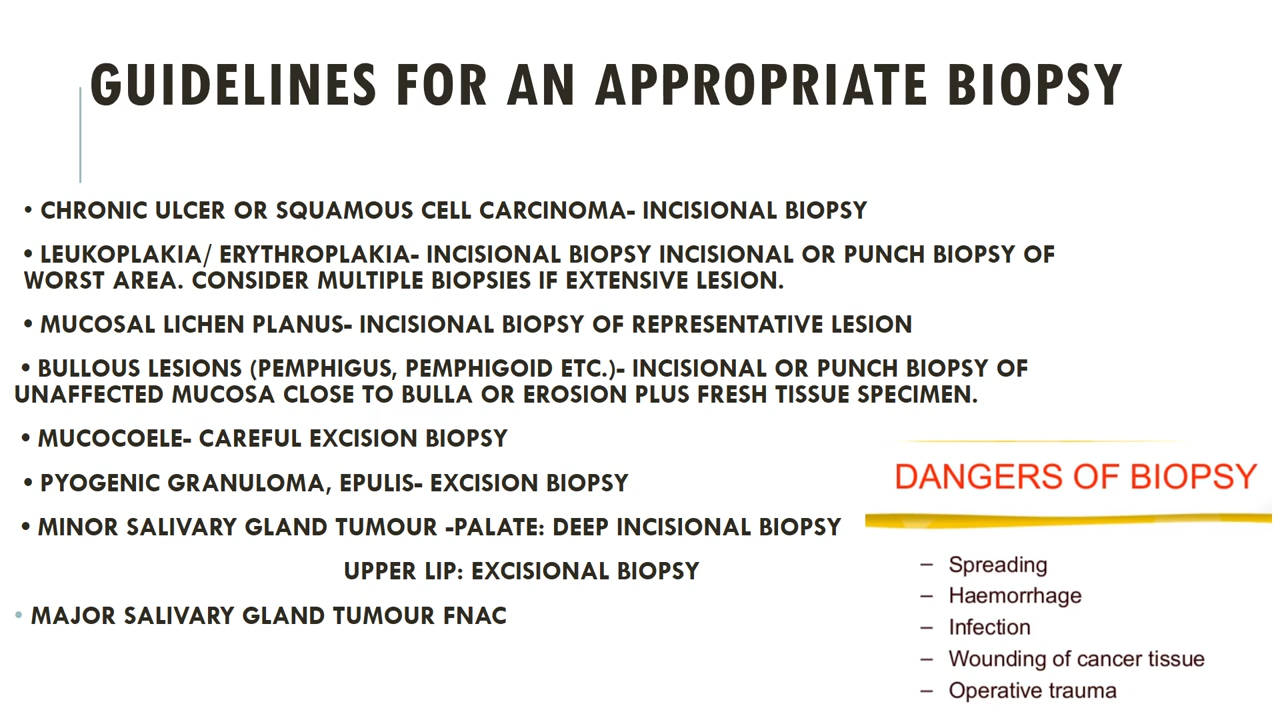 GUIDELINES FOR AN APPROPRIATE BIOPSY
• CHRONIC ULCER OR SQUAMOUS CELL CARCINOMA- INCISIONAL BIOPSY
• LEUKOPLAKIA/ ERYTHROPLAKIA- INCISIONAL BIOPSY INCISIONAL OR PUNCH BIOPSY OF
WORST AREA. CONSIDER MULTIPLE BIOPSIES IF EXTENSIVE LESION.
• MUCOSAL LICHEN PLANUS- INCISIONAL BIOPSY OF REPRESENTATIVE LESION
• BULLOUS LESIONS (PEMPHIGUS, PEMPHIGOID ETC.)- INCISIONAL OR PUNCH BIOPSY OF
UNAFFECTED MUCOSA CLOSE TO BULLA OR EROSION PLUS FRESH TISSUE SPECIMEN.
• MUCOCOELE- CAREFUL EXCISION BIOPSY
• PYOGENIC GRANULOMA, EPULIS- EXCISION BIOPSY
• MINOR SALIVARY GLAND TUMOUR -PALATE: DEEP INCISIONAL BIOPSY
UPPER LIP: EXCISIONAL BIOPSY
• MAJOR SALIVARY GLAND TUMOUR FNAC
DANGERS OF BIOPSY
– Spreading
– Haemorrhage
– Infection
– Wounding of cancer tissue
– Operative trauma